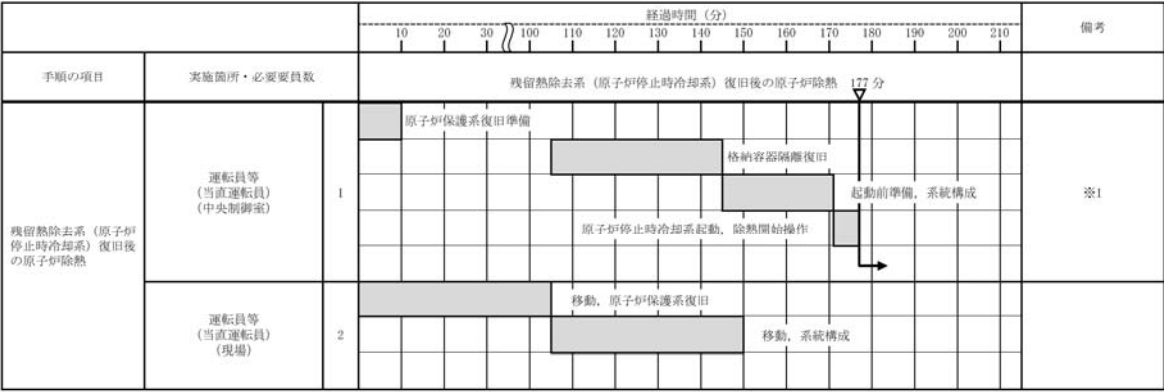 経過時間（分）
10 20 30 100 110 120 130 140 150 160 170 180 190 200 210
備考
手順の項目
実施箇所・必要要員数
残留熱除去系（原子炉停止時冷却系）復旧後の原子炉除熱 177 分
原子炉保護系復旧準備
格納容器隔離復旧
運転員等
（当直運転員）
（中央制御室）
1
起動前準備，系統構成
※1
原子炉停止時冷却系起動，除熱開始操作
残留熱除去系（原子炉
停止時冷却系）復旧後
の原子炉除熱
移動，原子炉保護系復旧
運転員等
（当直運転員）
（現場）
2
移動，系統構成